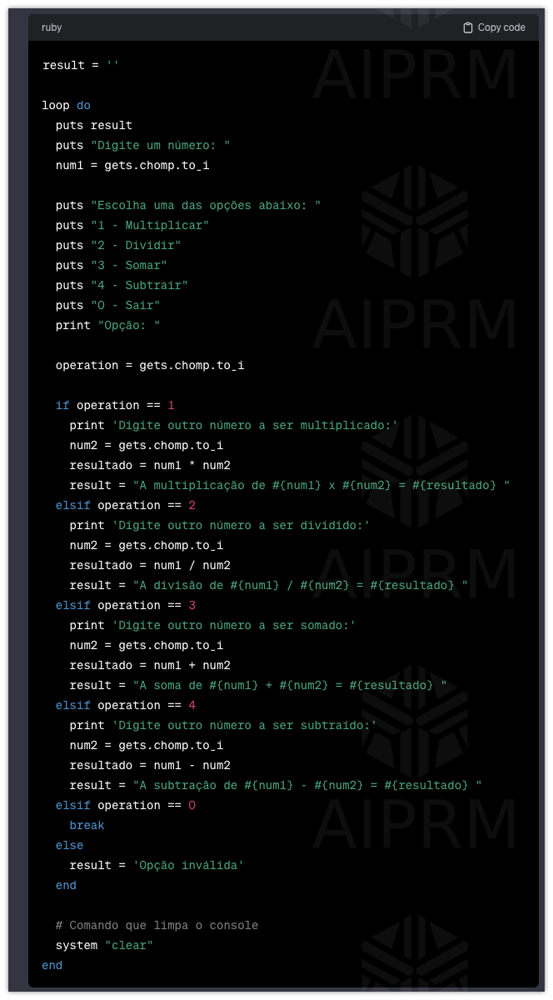 ruby Copy code
AIPRM
result = ''
loop do
puts result
puts "Digite um número: "
num1 = gets.chomp.to_i
puts "Escolha uma das opções abaixo: "
puts "1 - Multiplicar"
puts "2 - Dividir"
puts "3 - Somar"
puts "4 - Subtrair"
puts "0 - Sair"
AIPRM
print "Opção: "
operation = gets.chomp.to_i
if operation == 1
print 'Digite outro número a ser multiplicado:'
num2 = gets.chomp.to_i
resultado = num1 * num2
result = "A multiplicação de #{num1} x #{num2} = #{resultado} "
elsif operation == 2
print 'Digite outro número a ser dividido:'
num2 = gets.chomp.to_i
resultado = num1 / num2
AIPRM
result = "A divisão de #{num1} / #{num2} = #{resultado} "
elsif operation == 3
print 'Digite outro número a ser somado:'
num2 = gets.chomp.to_i
resultado = num1 + num2
result = "A soma de #{num1} + #{num2} = #{resultado} "
elsif operation == 4
print 'Digite outro número a ser subtraído:'
num2 = gets.chomp.to_i
resultado = num1 - num2
result = "A subtração de #{num1} - #{num2} = #{resultado} "
elsif operation == 0
break
AIPRM
else
result = 'Opção inválida'
end
# Comando que limpa o console
system "clear"
end